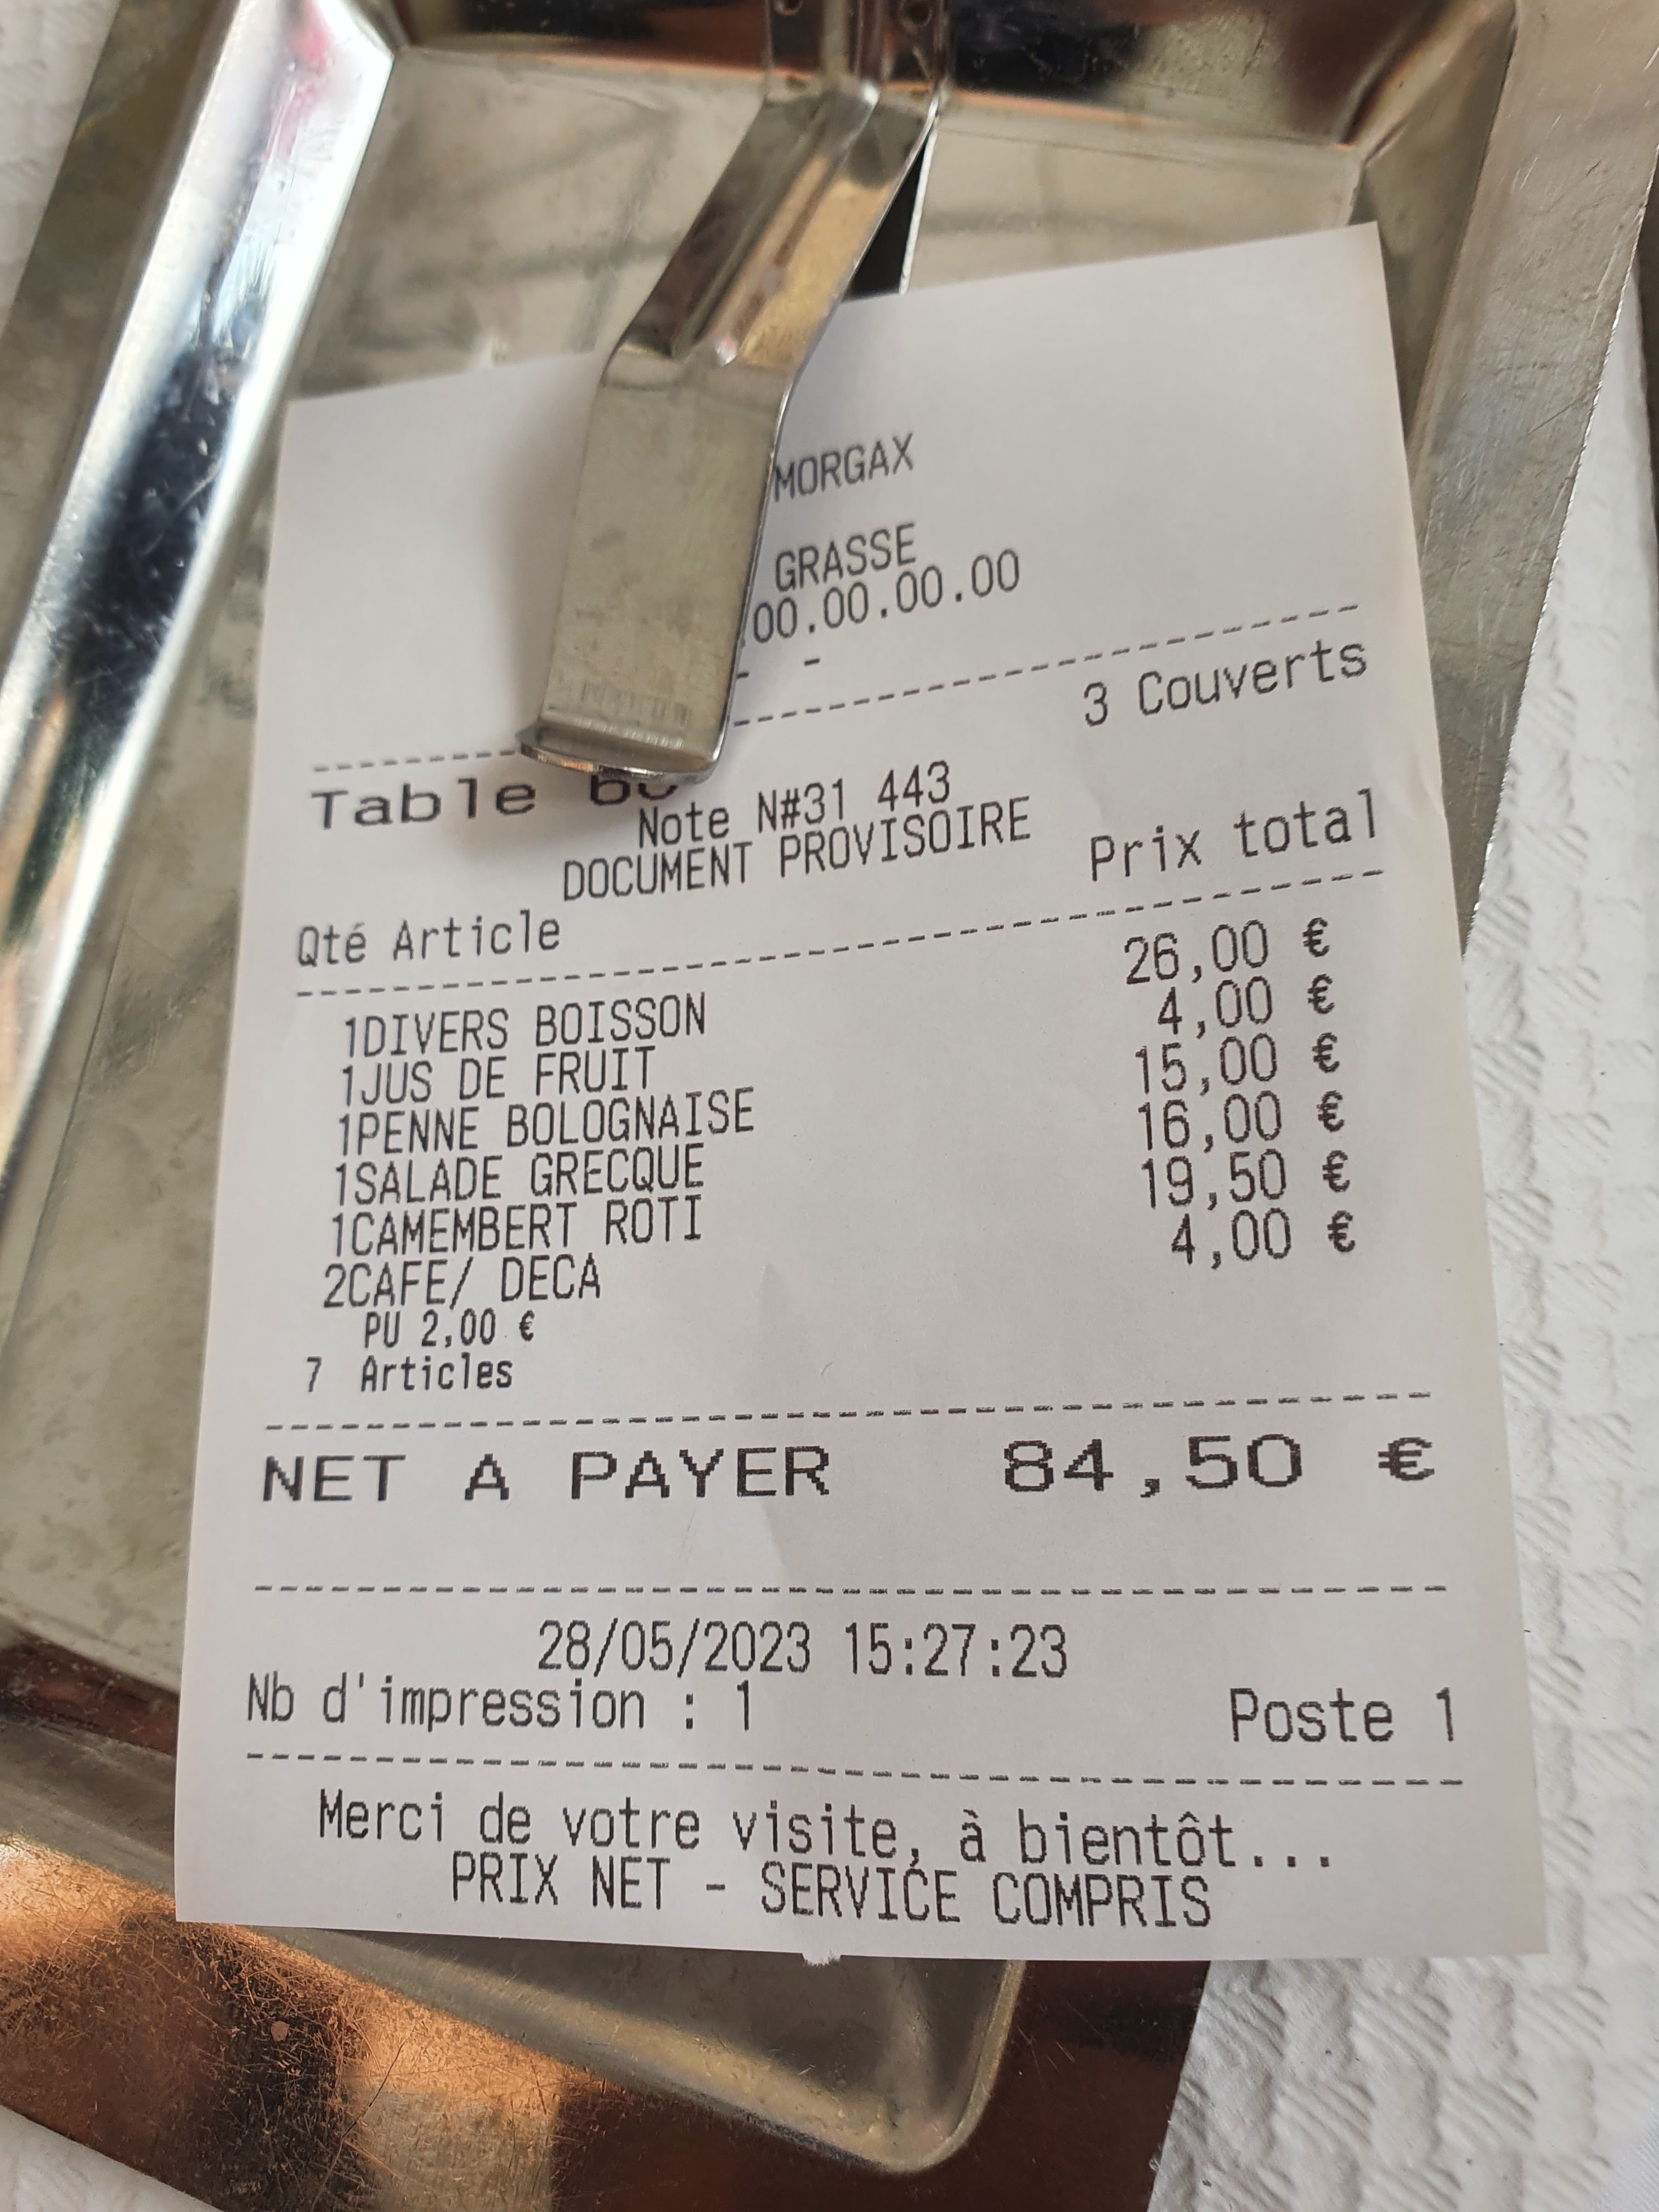 MORGAX
GRASSE
00.00.00.00
- -
3 Couverts
Table
Note N#31 443
DOCUMENT PROVISOIRE
Qté Article Prix total
1DIVERS BOISSON 26,00 €
1JUS DE FRUIT 4,00 €
1PENNE BOLOGNAISE 15,00 €
1SALADE GRECQUE 16,00 €
1CAMEMBERT ROTI 19,50 €
2CAFE/ DECA 4,00 €
PU 2,00 €
7 Articles
NET A PAYER 84,50 €
28/05/2023 15:27:23
Nb d'impression : 1 Poste 1
Merci de votre visite, à bientôt...
PRIX NET - SERVICE COMPRIS